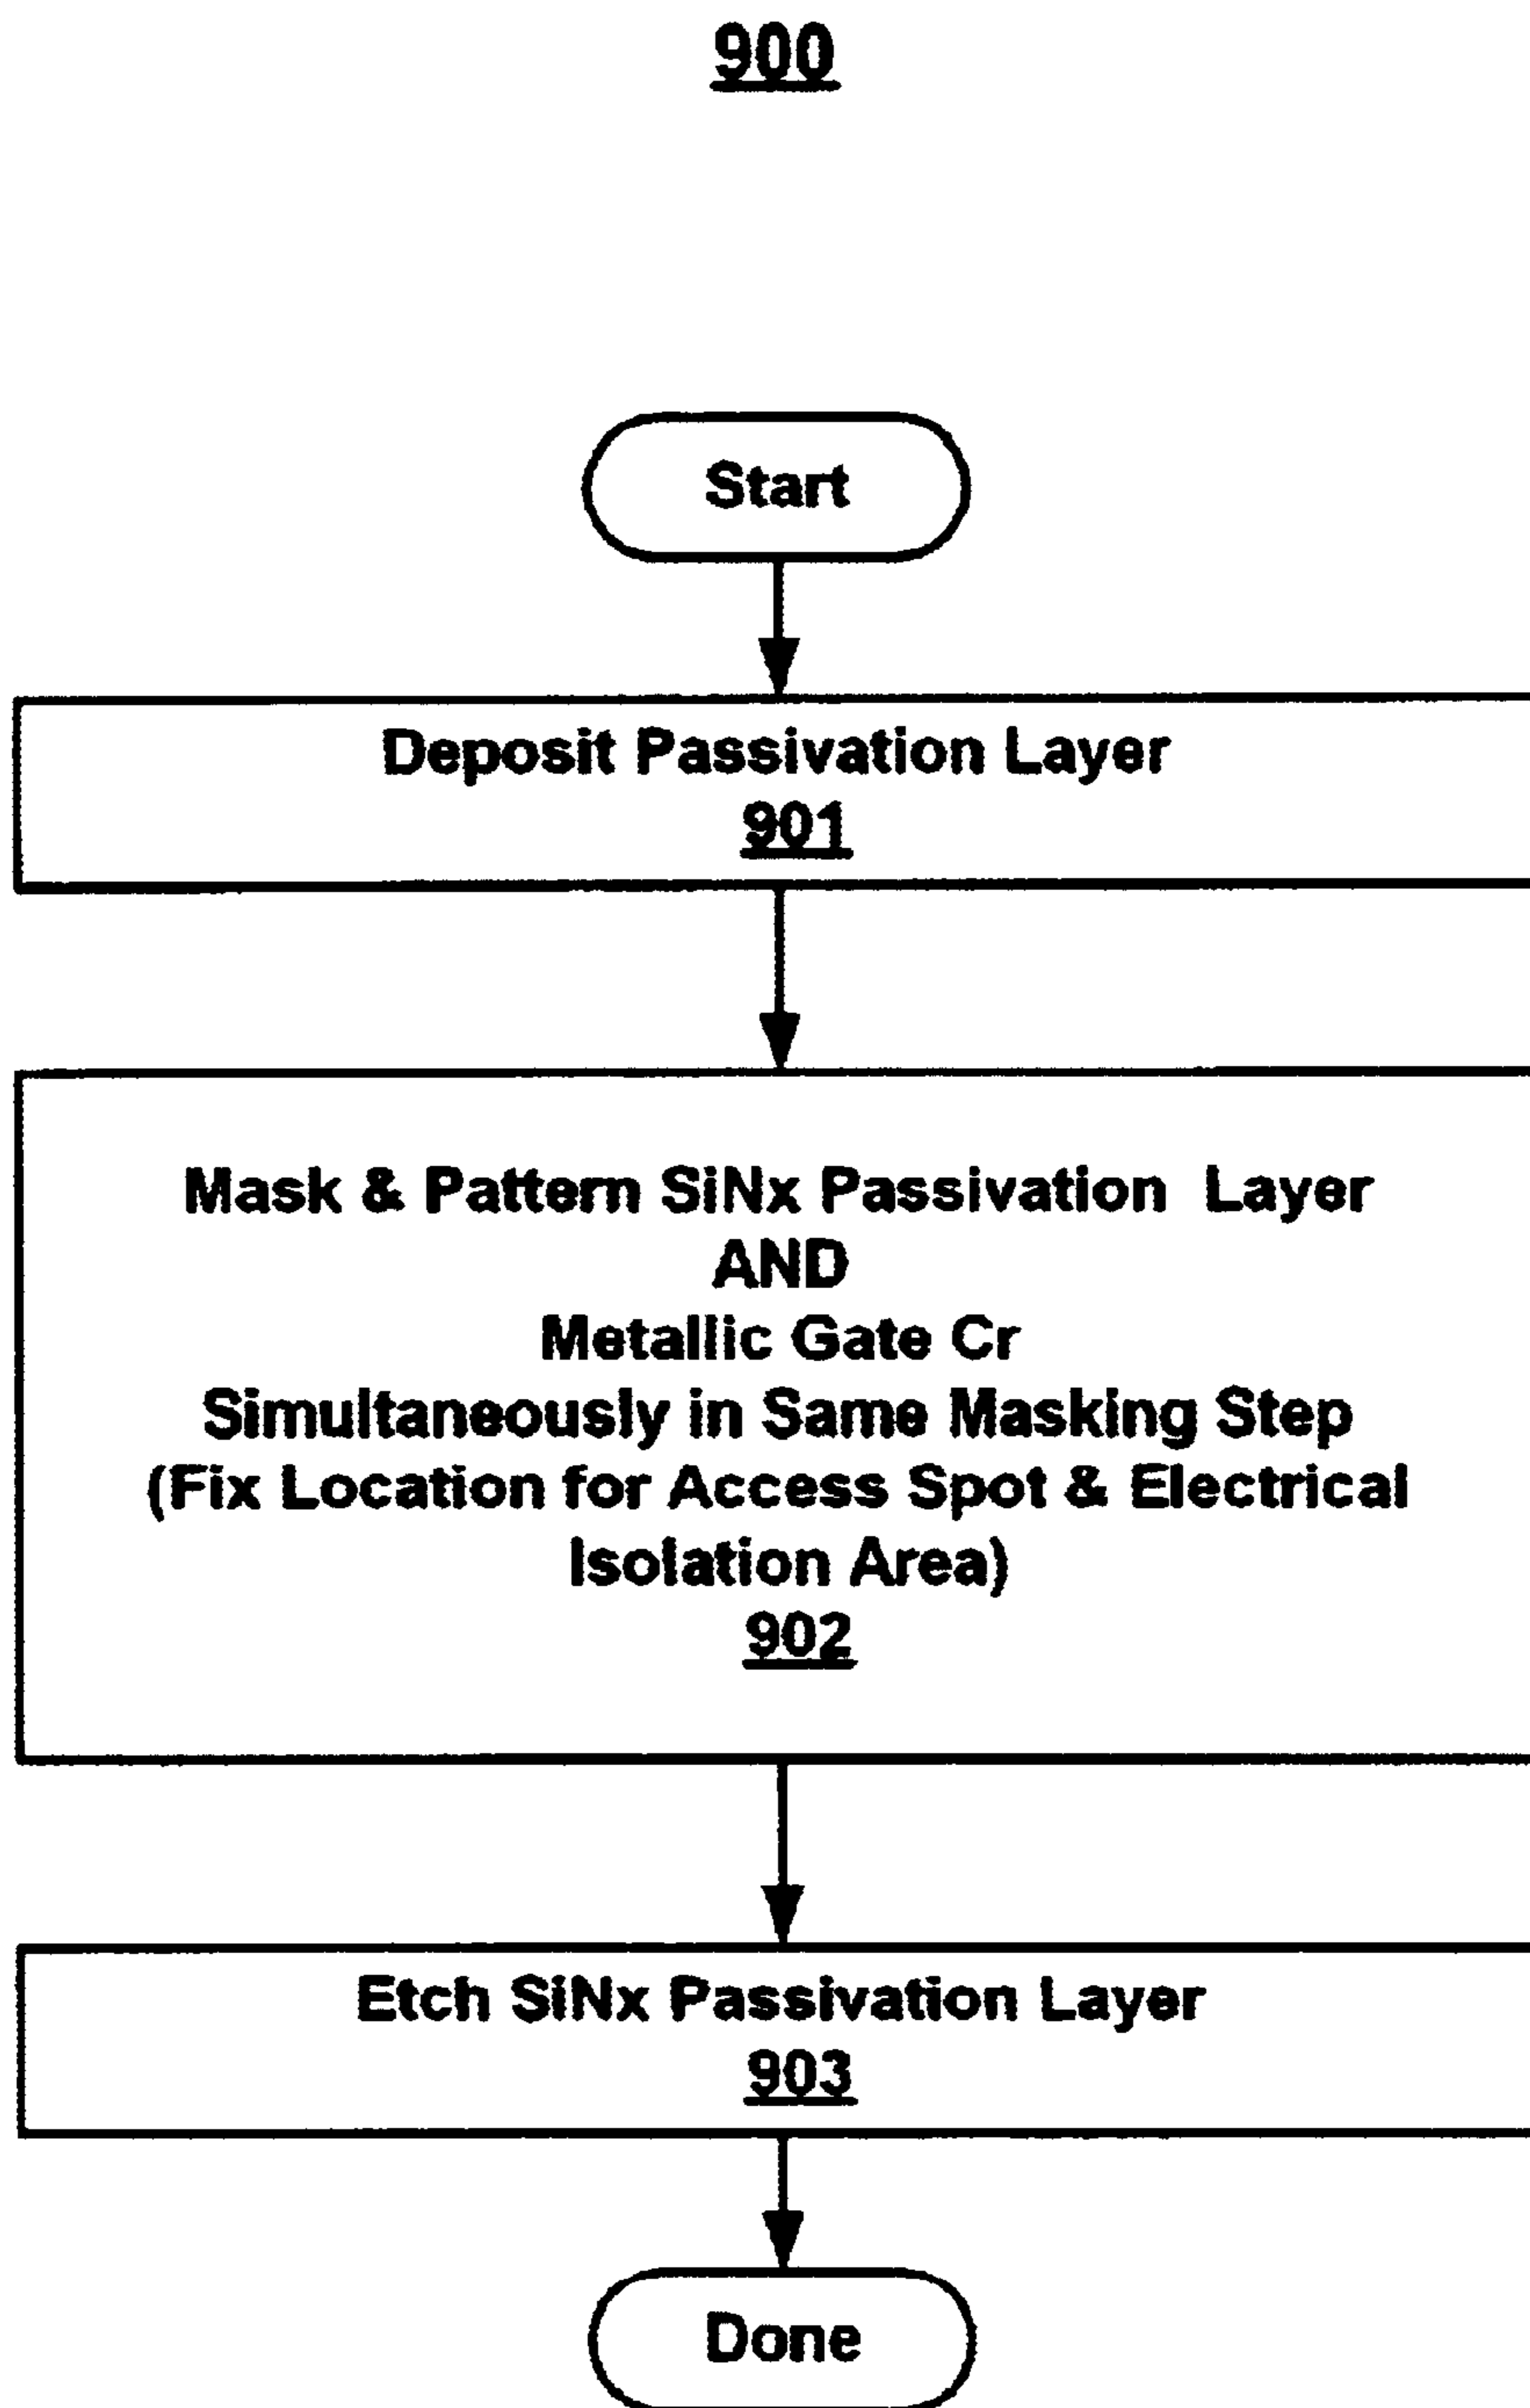 900
Start
Deposit Passivation Layer
901
Mask & Pattern SiNx Passivation Layer
AND
Metallic Gate Cr
Simultaneously in Same Masking Step
(Fix Location for Access Spot & Electrical
Isolation Area)
902
Etch SiNx Passivation Layer
903
Done